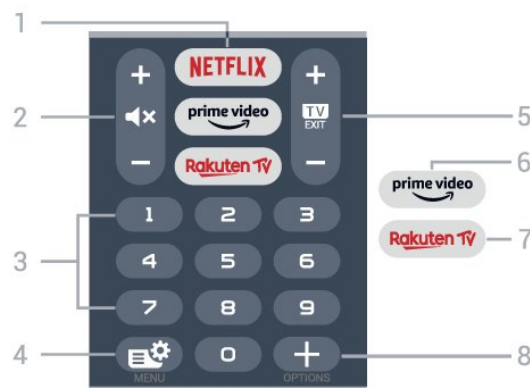 1
NETFLIX
2
prime video
TV
EXIT
5
Rakuten TV
6
prime video
Rakuten TV
7
3
1 2 3
4 5 6
7 8 9
4
0
8
MENU
OPTIONS